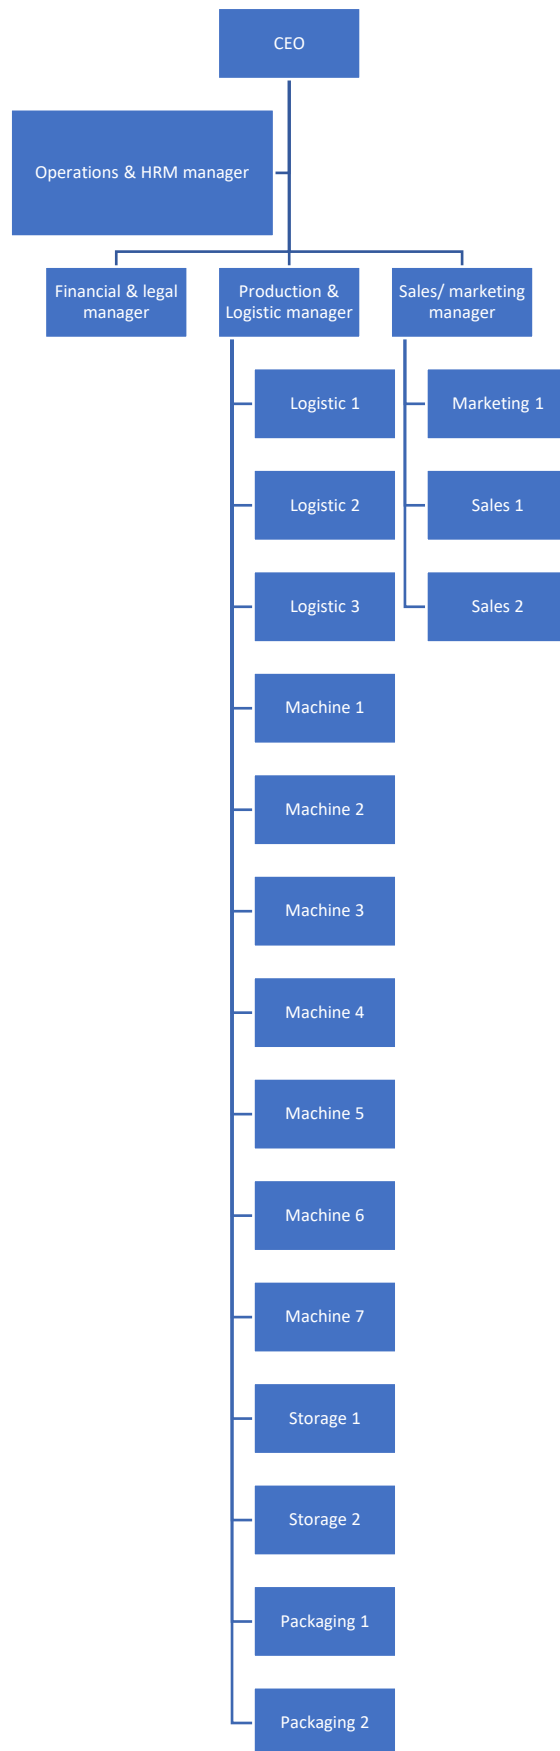 CEO
Operations & HRM manager
Financial & legal
manager
Production &
Logistic manager
Sales/ marketing
manager
Logistic 1
Marketing 1
Logistic 2
Sales 1
Logistic 3
Sales 2
Machine 1
Machine 2
Machine 3
Machine 4
Machine 5
Machine 6
Machine 7
Storage 1
Storage 2
Packaging 1
Packaging 2